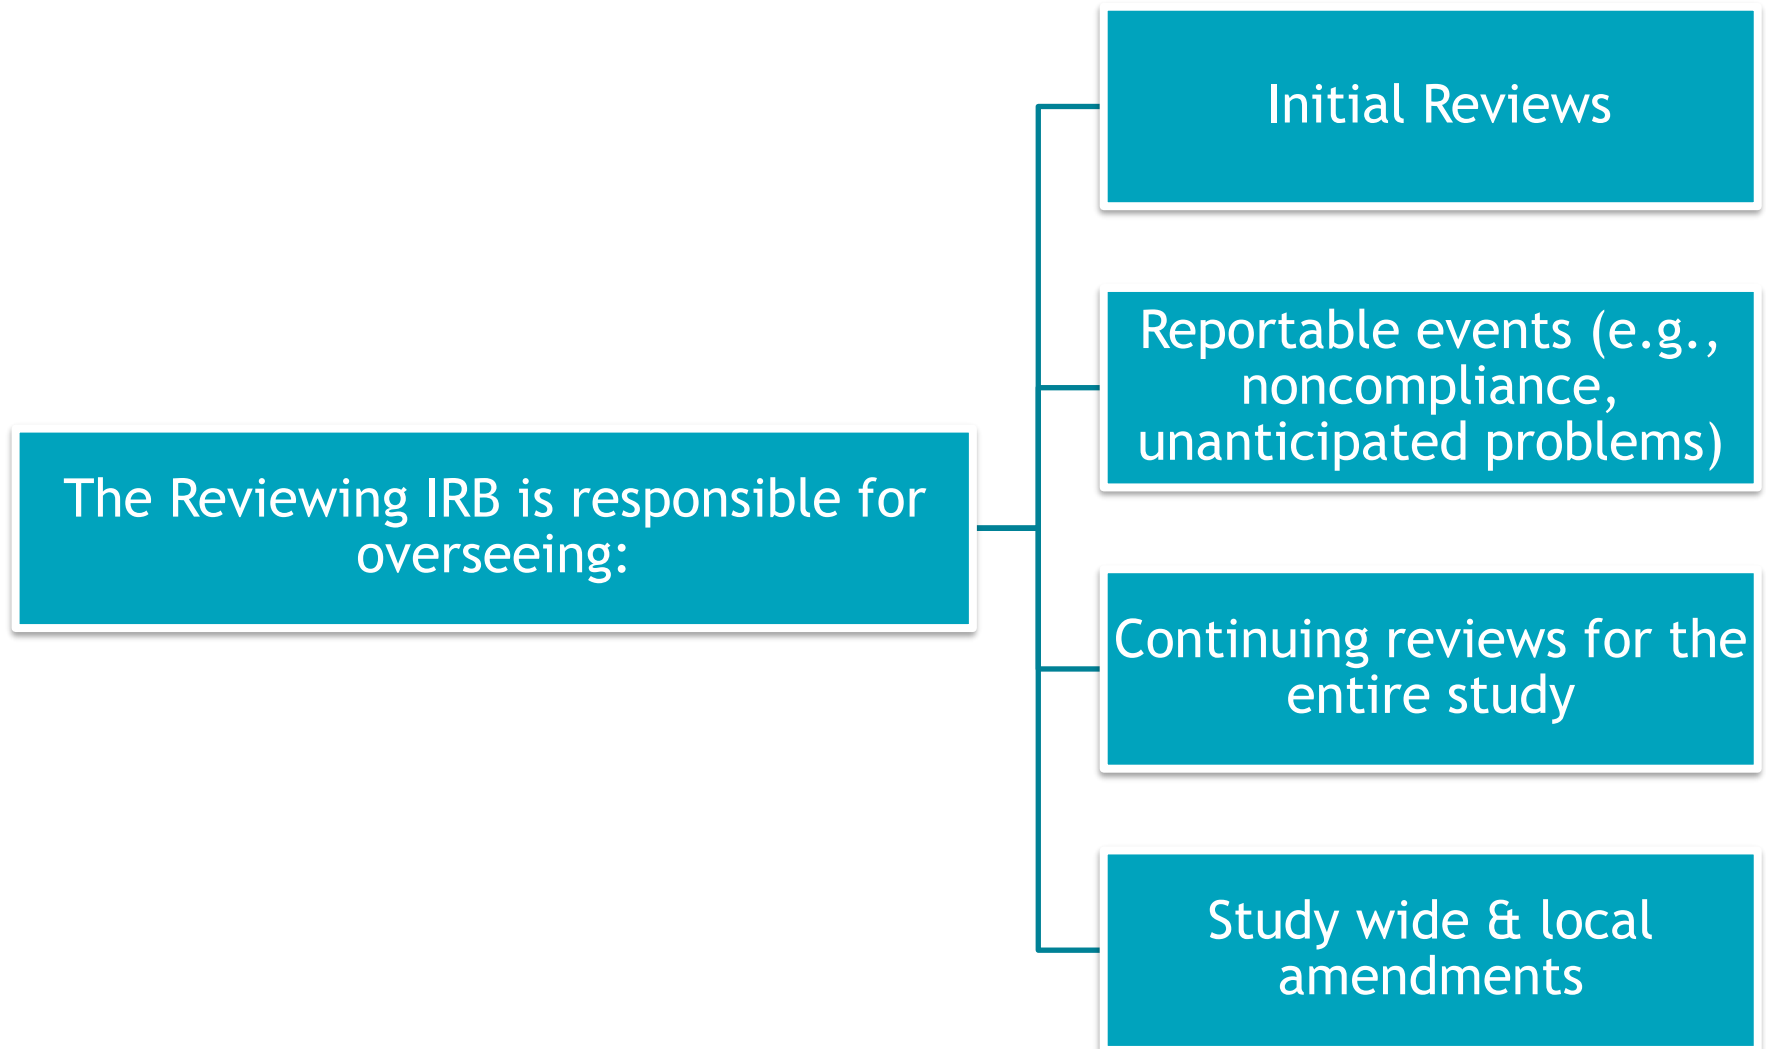 The Reviewing IRB is responsible for
overseeing:
Initial Reviews
Reportable events (e.g.,
noncompliance,
unanticipated problems)
Continuing reviews for the
entire study
Study wide & local
amendments